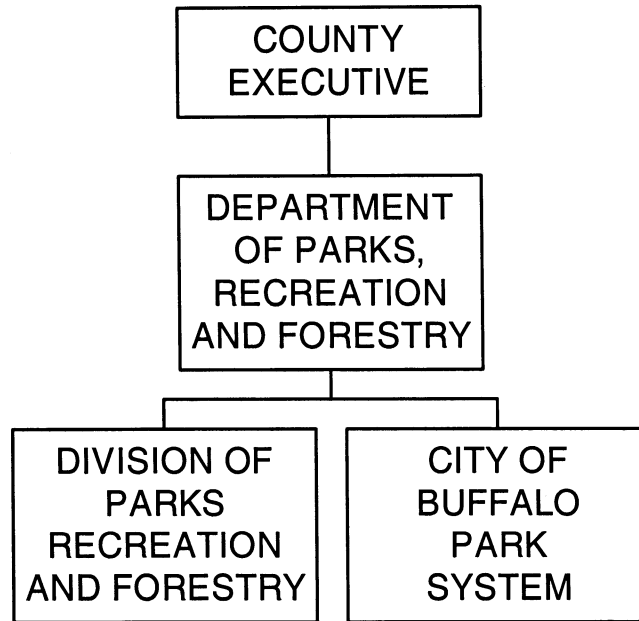 COUNTY
EXECUTIVE
DEPARTMENT
OF PARKS,
RECREATION
AND FORESTRY
DIVISION OF
PARKS
RECREATION
AND FORESTRY
CITY OF
BUFFALO
PARK
SYSTEM